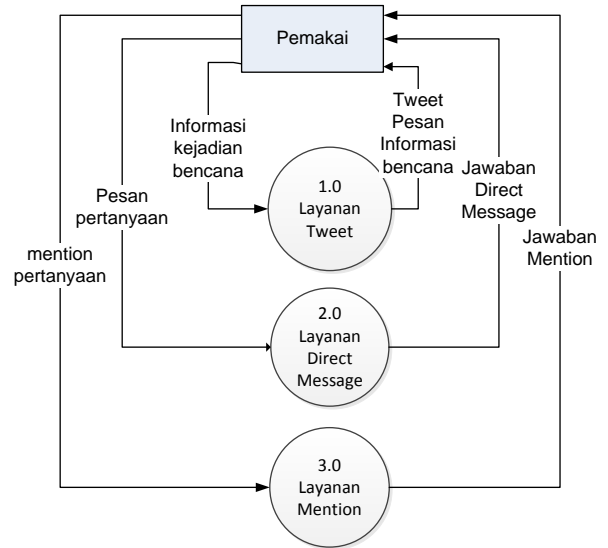 Pemakai
Informasi
kejadian
bencana
Tweet
Pesan
Informasi
bencana
Pesan
pertanyaan
Jawaban
Direct
Message
mention
pertanyaan
Jawaban
Mention
1.0
Layanan
Tweet
2.0
Layanan
Direct
Message
3.0
Layanan
Mention